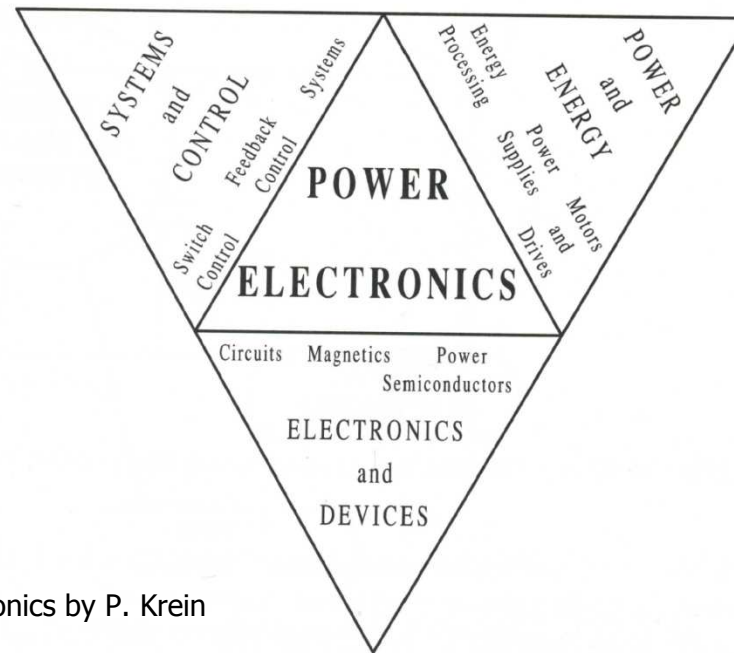 SYSTEMS
and
CONTROL
Systems
Feedback
Control
Switch
Control
POWER
ELECTRONICS
POWER
and
ENERGY
Energy
Processing
Power
Supplies
Motors
and
Drives
Circuits Magnetics Power
Semiconductors
ELECTRONICS
and
DEVICES
by P. Krein